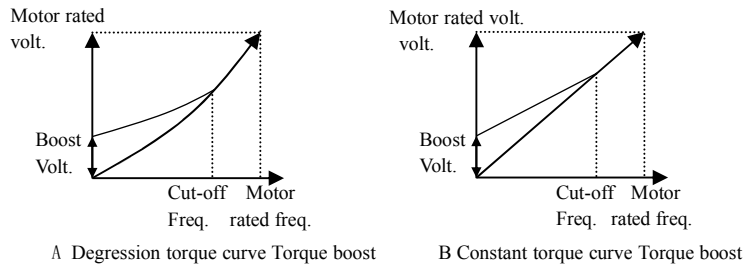 Motor rated
volt.
Boost
Volt.
Cut-off Motor
Freq. rated freq.
A Degression torque curve Torque boost
Motor rated volt.
volt.
Boost
Volt.
Cut-off Motor
Freq. rated freq.
B Constant torque curve Torque boost